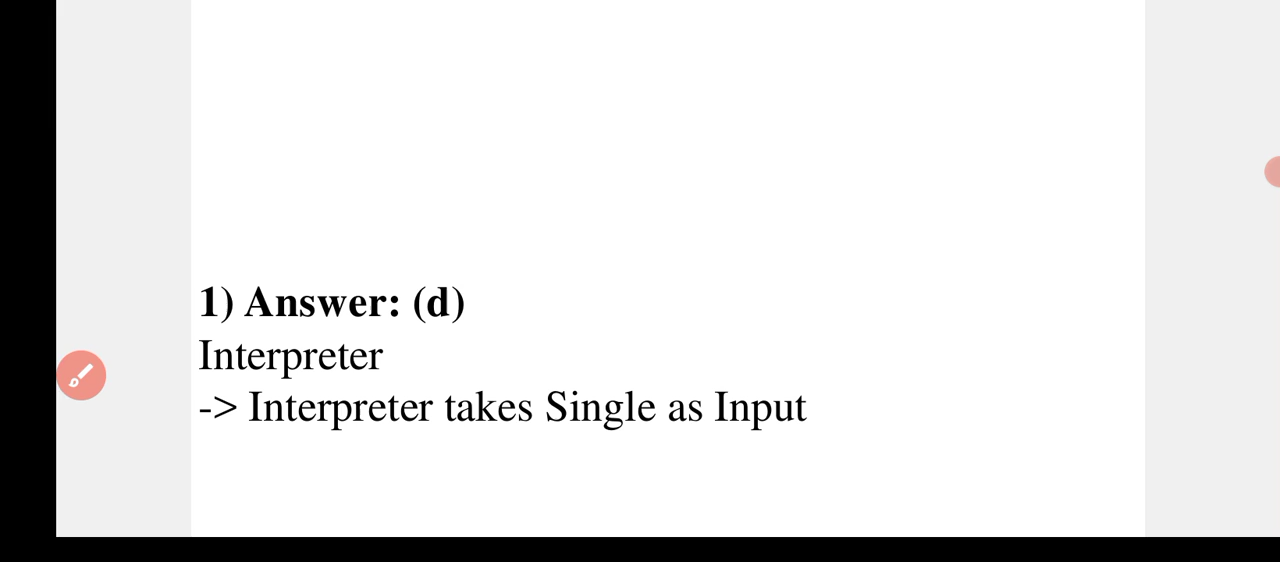 1) Answer: (d)
Interpreter
-> Interpreter takes Single as Input